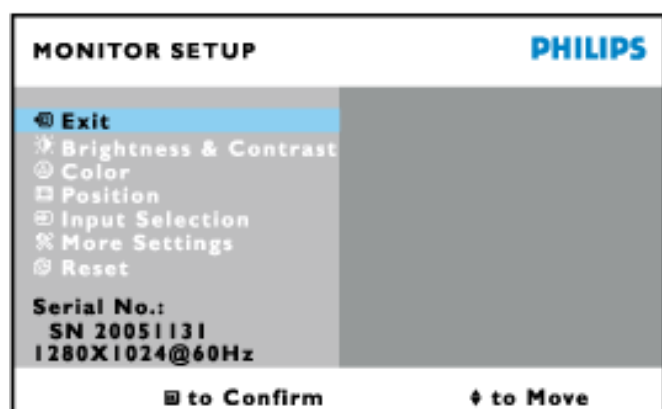 MONITOR SETUP
PHILIPS
Exit
Brightness & Contrast
Color
Position
Input Selection
More Settings
Reset
Serial No.:
SN 20051131
1280X1024@60Hz
to Confirm
to Move